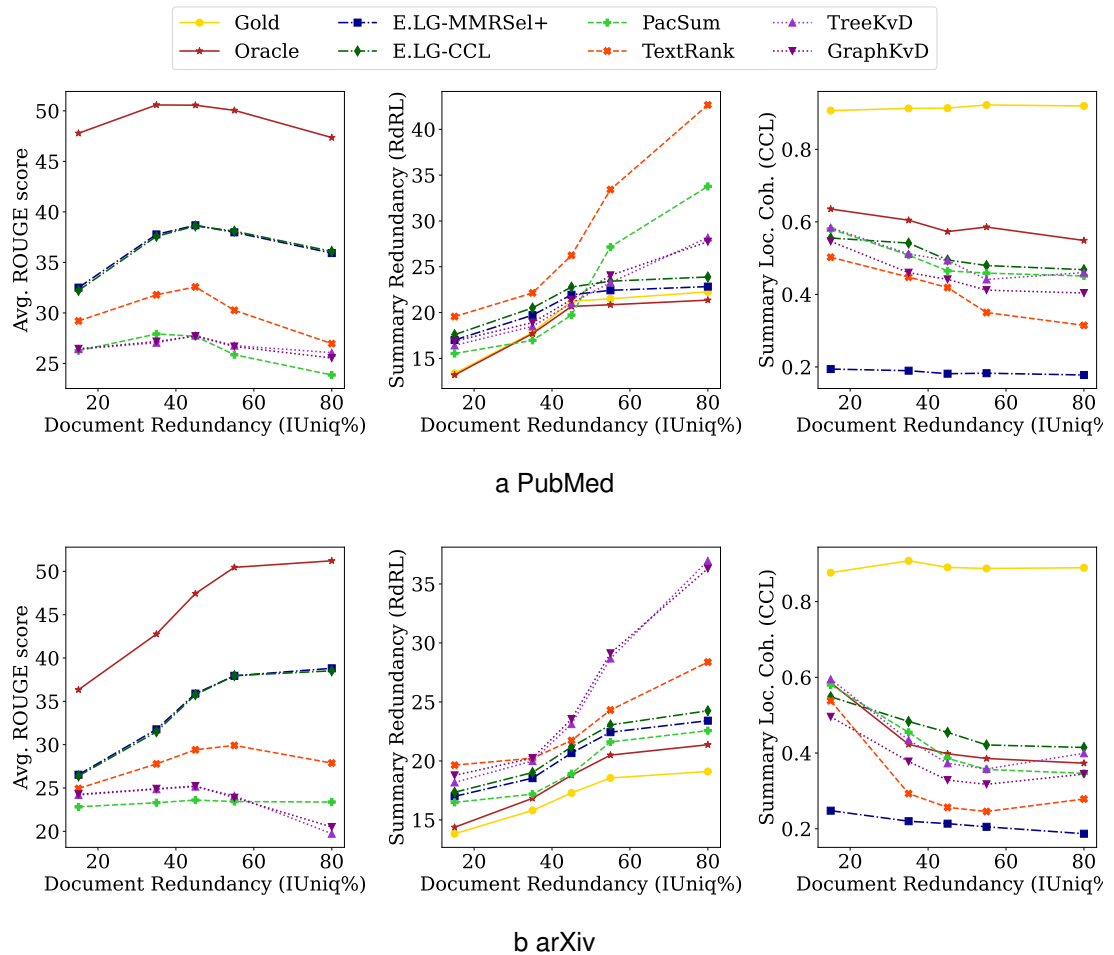 Gold E.LG-MMRSel+ PacSum TreeKvD
Oracle E.LG-CCL TextRank GraphKvD
Avg. ROUGE score
50
45
40
35
30
25
20 40 60 80
Document Redundancy (IUniq%)
Summary Redundancy (RdRL)
40
35
30
25
20
15
20 40 60 80
Document Redundancy (IUniq%)
Summary Loc. Coh. (CCL)
0.8
0.6
0.4
0.2
20 40 60 80
Document Redundancy (IUniq%
a PubMed
Avg. ROUGE score
50
45
40
35
30
25
20
20 40 60 80
Document Redundancy (IUniq%)
Summary Redundancy (RdRL)
35
30
25
20
15
20 40 60 80
Document Redundancy (IUniq%)
Summary Loc. Coh. (CCL)
0.8
0.6
0.4
0.2
20 40 60 80
Document Redundancy (IUniq%
b arXiv